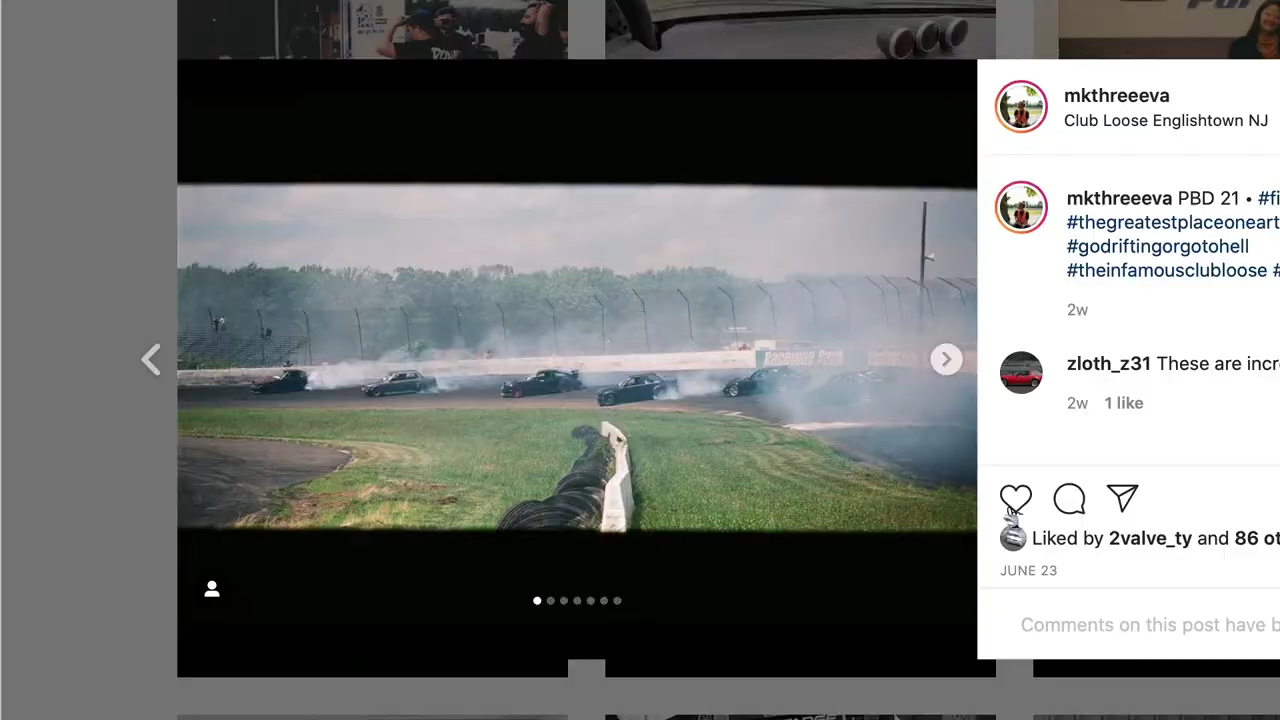 mkthreeeva
Club Loose Englishtown NJ
mkthreeeva PBD 21 • #fi
#thegreatestplaceoneart
#godriftingorgotohell
#theinfamousclubloose #
2w
zloth_z31 These are incre
2w 1 like
Raceway
Liked by 2valve_ty and 86 ot
JUNE 23
Comments on this post have b